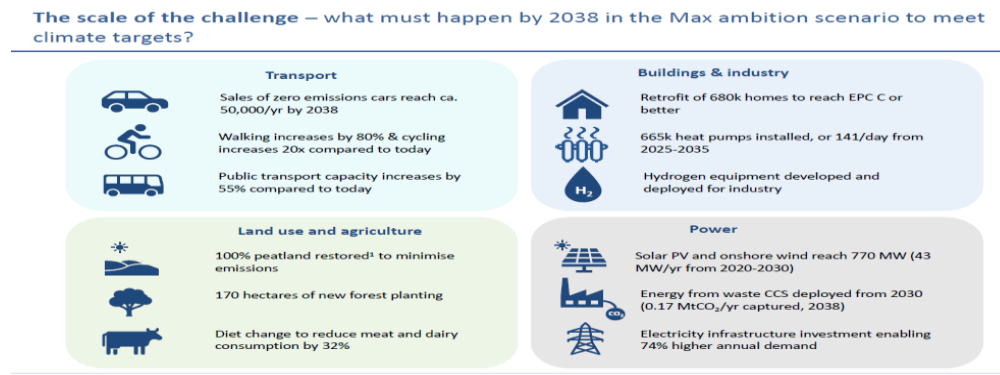 The scale of the challenge – what must happen by 2038 in the Max ambition scenario to meet
climate targets?
Transport
Sales of zero emissions cars reach ca.
50,000/yr by 2038
Walking increases by 80% & cycling
increases 20x compared to today
Public transport capacity increases by
55% compared to today
Buildings & industry
Retrofit of 680k homes to reach EPC C or
better
665k heat pumps installed, or 141/day from
2025-2035
H₂
Hydrogen equipment developed and
deployed for industry
Land use and agriculture
100% peatland restored¹ to minimise
emissions
170 hectares of new forest planting
Diet change to reduce meat and dairy
consumption by 32%
Power
Solar PV and onshore wind reach 770 MW (43
MW/yr from 2020-2030)
CO₂
Energy from waste CCS deployed from 2030
(0.17 MtCO₂/yr captured, 2038)
Electricity infrastructure investment enabling
74% higher annual demand